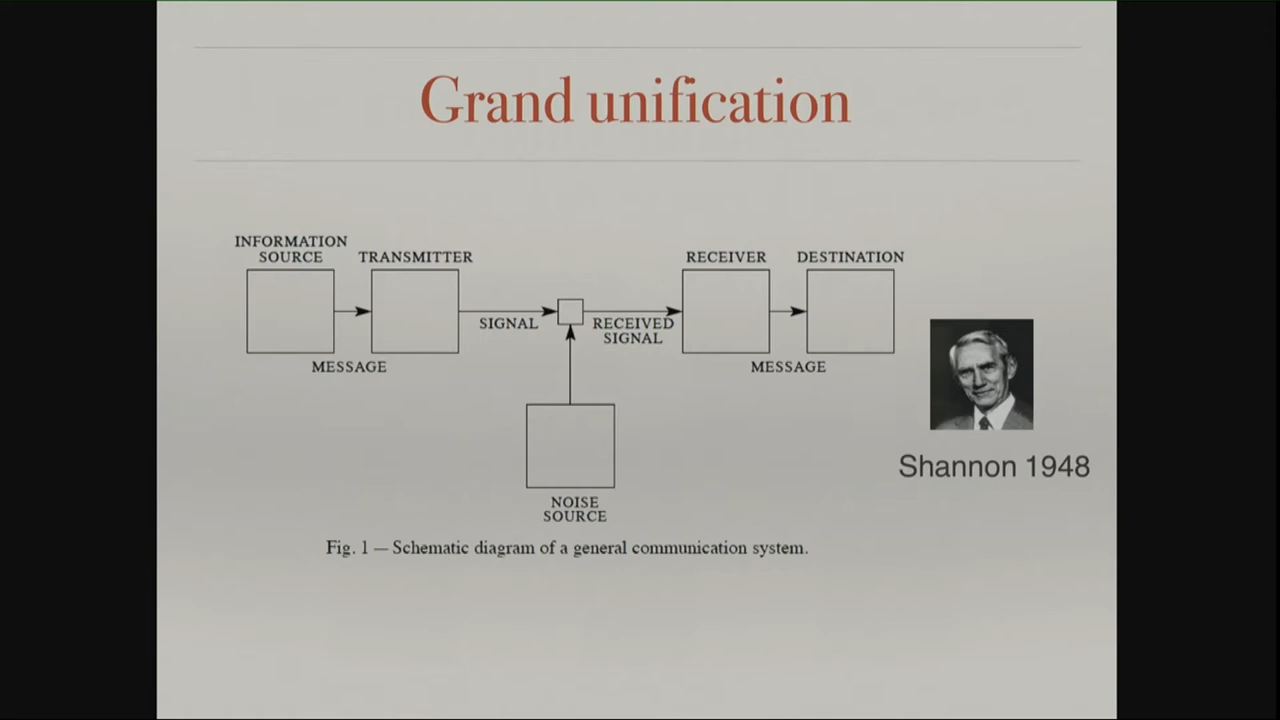 Grand unification
INFORMATION
SOURCE
TRANSMITTER
RECEIVER
DESTINATION
SIGNAL
RECEIVED
SIGNAL
MESSAGE
MESSAGE
Shannon 1948
NOISE
SOURCE
Fig. 1 — Schematic diagram of a general communication system.